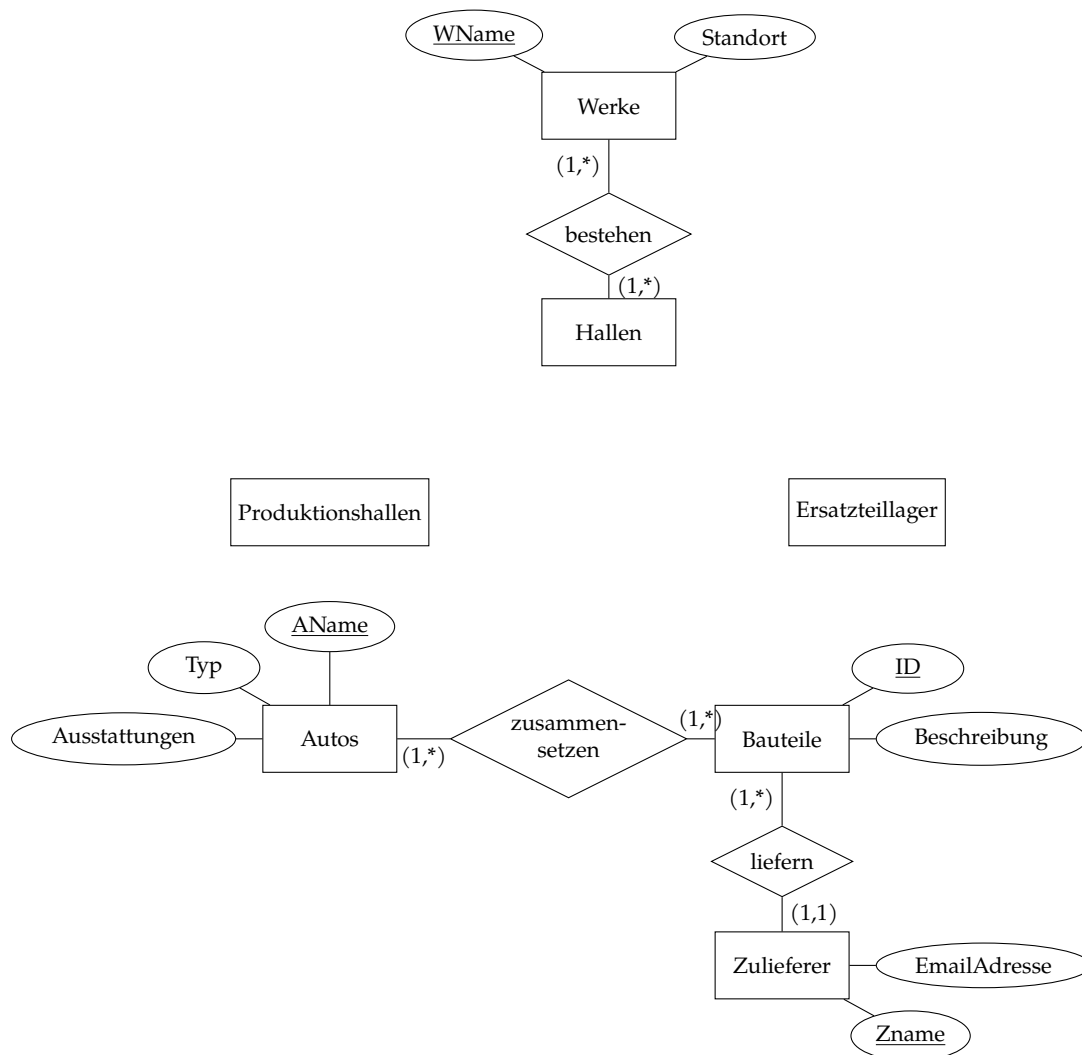 WName
Standort
Werke
(1,*)
bestehen
(1,*)
Hallen
Produktionshallen
Ersatzteillager
AName
Typ
ID
Ausstattungen
Autos
(1,*)
zusammen-
setzen
(1,*)
Bauteile
Beschreibung
(1,*)
liefern
(1,1)
Zulieferer
EmailAdresse
Zname